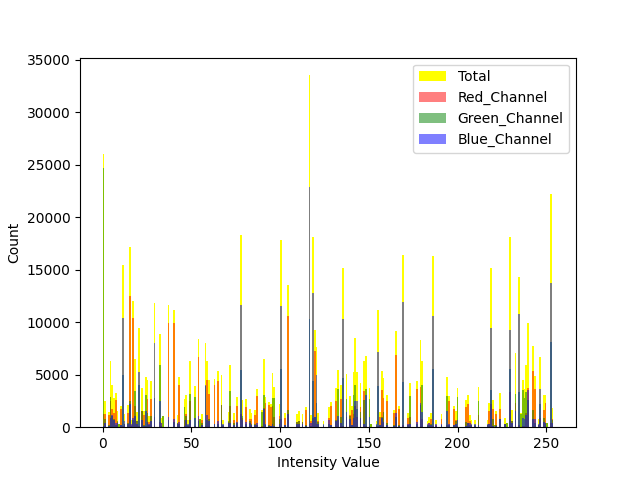 35000
30000
25000
20000
15000
10000
5000
0
Count
Total
Red_Channel
Green_Channel
Blue_Channel
0 50 100 150 200 250
Intensity Value